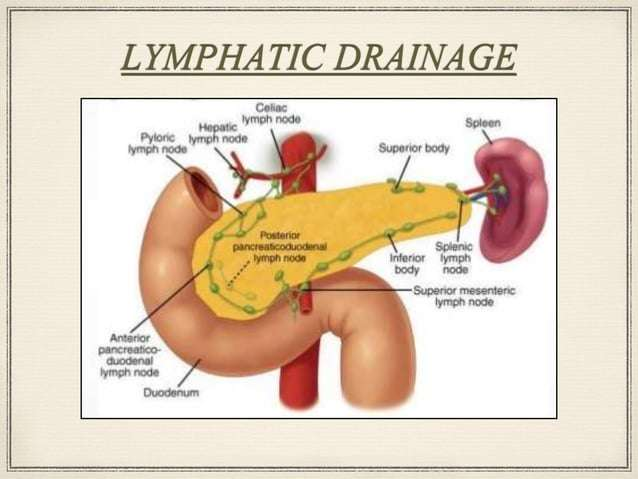 LYMPHATIC DRAINAGE
Celiac
lymph node
Hepatic
lymph node
Pyloric
lymph node
Spleen
Superior body
Posterior
pancreaticoduodenal
lymph node
Inferior
body
Splenic
lymph
node
Superior mesenteric
lymph node
Anterior
pancreatico-
duodenal
lymph node
Duodenum